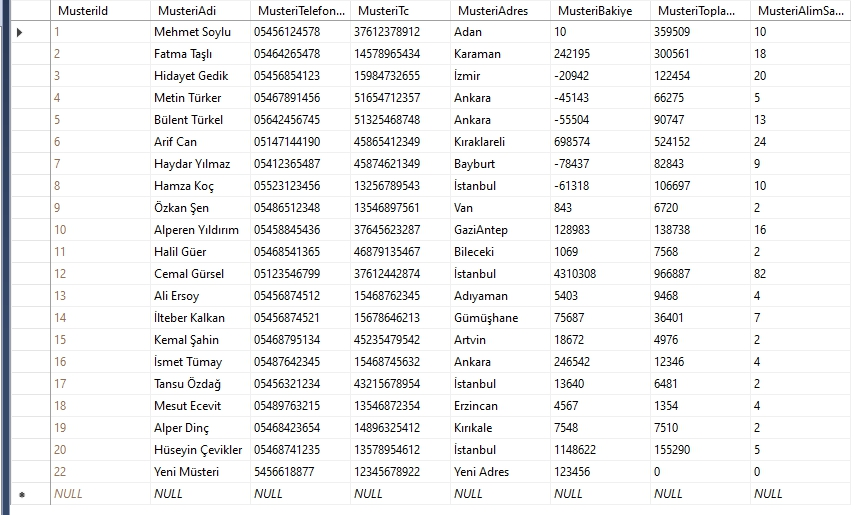 MusteriId MusteriAdi MusteriTelefon... MusteriTc MusteriAdres MusteriBakiye MusteriTopla... MusteriAlimSa...
1 Mehmet Soylu 05456124578 37612378912 Adan 10 359509 10
2 Fatma Taşlı 05464265478 14578965434 Karaman 242195 300561 18
3 Hidayet Gedik 05456854123 15984732655 İzmir -20942 122454 20
4 Metin Türker 05467891456 51654712357 Ankara -45143 66275 5
5 Bülent Türkel 05642456745 51325468748 Ankara -55504 90747 13
6 Arif Can 05147144190 45865412349 Kıraklareli 698574 524152 24
7 Haydar Yılmaz 05412365487 45874621349 Bayburt -78437 82843 9
8 Hamza Koç 05523123456 13256789543 İstanbul -61318 106697 10
9 Özkan Şen 05486512348 13546897561 Van 843 6720 2
10 Alperen Yıldırım 05458845436 37645623287 GaziAntep 128983 138738 16
11 Halil Güer 05468541365 46879135467 Bileceki 1069 7568 2
12 Cemal Gürsel 05123546799 37612442874 İstanbul 4310308 966887 82
13 Ali Ersoy 05456874512 15468762345 Adıyaman 5403 9468 4
14 İlteber Kalkan 05456874521 15678646213 Gümüşhane 75687 36401 7
15 Kemal Şahin 05468795134 45235479542 Artvin 18672 4976 2
16 İsmet Tümay 05487642345 15468745632 Ankara 246542 12346 4
17 Tansu Özdağ 05456321234 43215678954 İstanbul 13640 6481 2
18 Mesut Ecevit 05489763215 13546872354 Erzincan 4567 1354 4
19 Alper Dinç 05468423654 14896325412 Kırıkale 7548 7510 2
20 Hüseyin Çevikler 05468741235 13578954612 İstanbul 1148622 155290 5
22 Yeni Müsteri 5456618877 12345678922 Yeni Adres 123456 0 0
NULL NULL NULL NULL NULL NULL NULL NULL